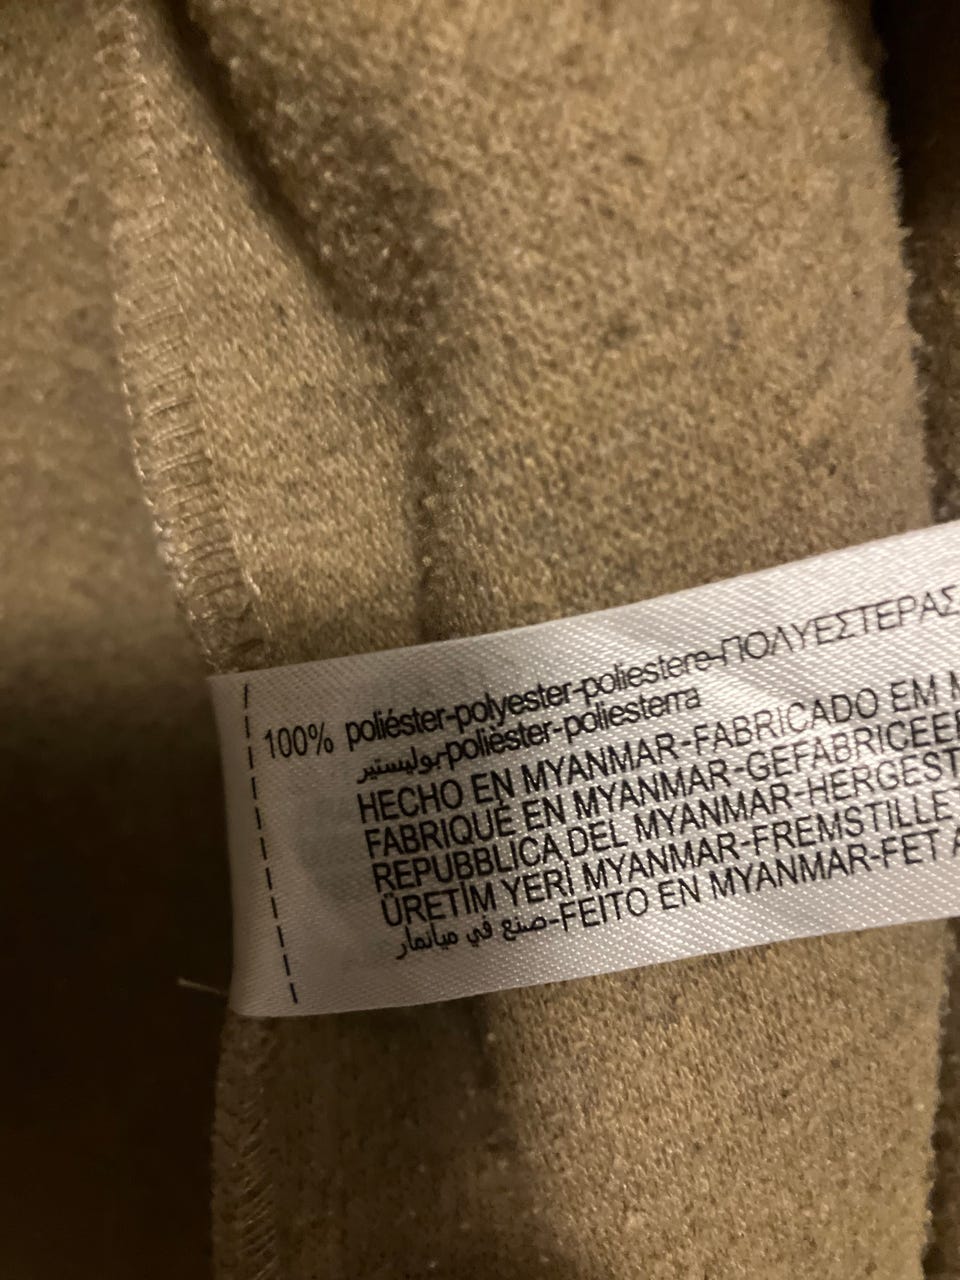 100% poliéster-polyester-poliestere-ΠΟΛΥΕΣΤΕΡΑΣ
بوليستير-poliéster-poliesterra
HECHO EN MYANMAR-FABRICADO EM
FABRIQUÉ EN MYANMAR-GEFABRICEER
REPUBBLICA DEL MYANMAR-HERGEST
ÜRETİM YERİ MYANMAR-FREMSTILLE
صنع في ميانمار-FEITO EN MYANMAR-FET